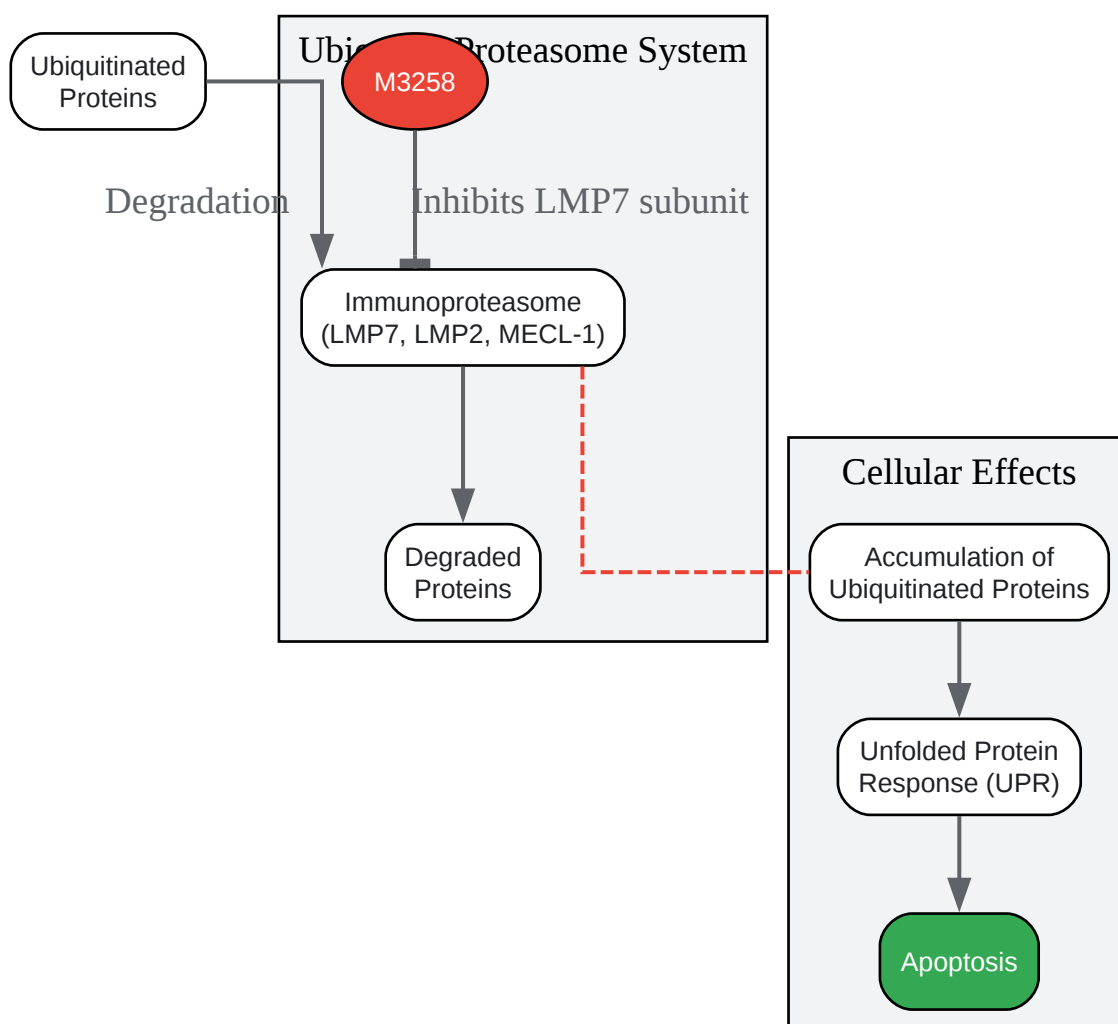 Ubi Proteasome System
M3258
Ubiquitinated
Proteins
Degradation
Inhibits LMP7 subunit
Immunoproteasome
(LMP7, LMP2, MECL-1)
Degraded
Proteins
Cellular Effects
Accumulation of
Ubiquitinated Proteins
Unfolded Protein
Response (UPR)
Apoptosis